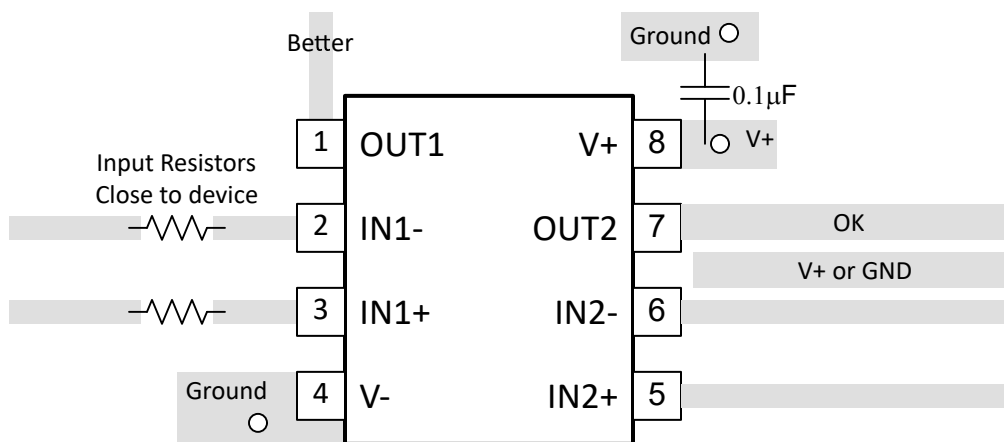 Better
Ground
0.1μF
1 OUT1
V+ 8
V+
Input Resistors
Close to device
2 IN1-
OUT2 7
OK
V+ or GND
3 IN1+
IN2- 6
Ground
4 V-
IN2+ 5